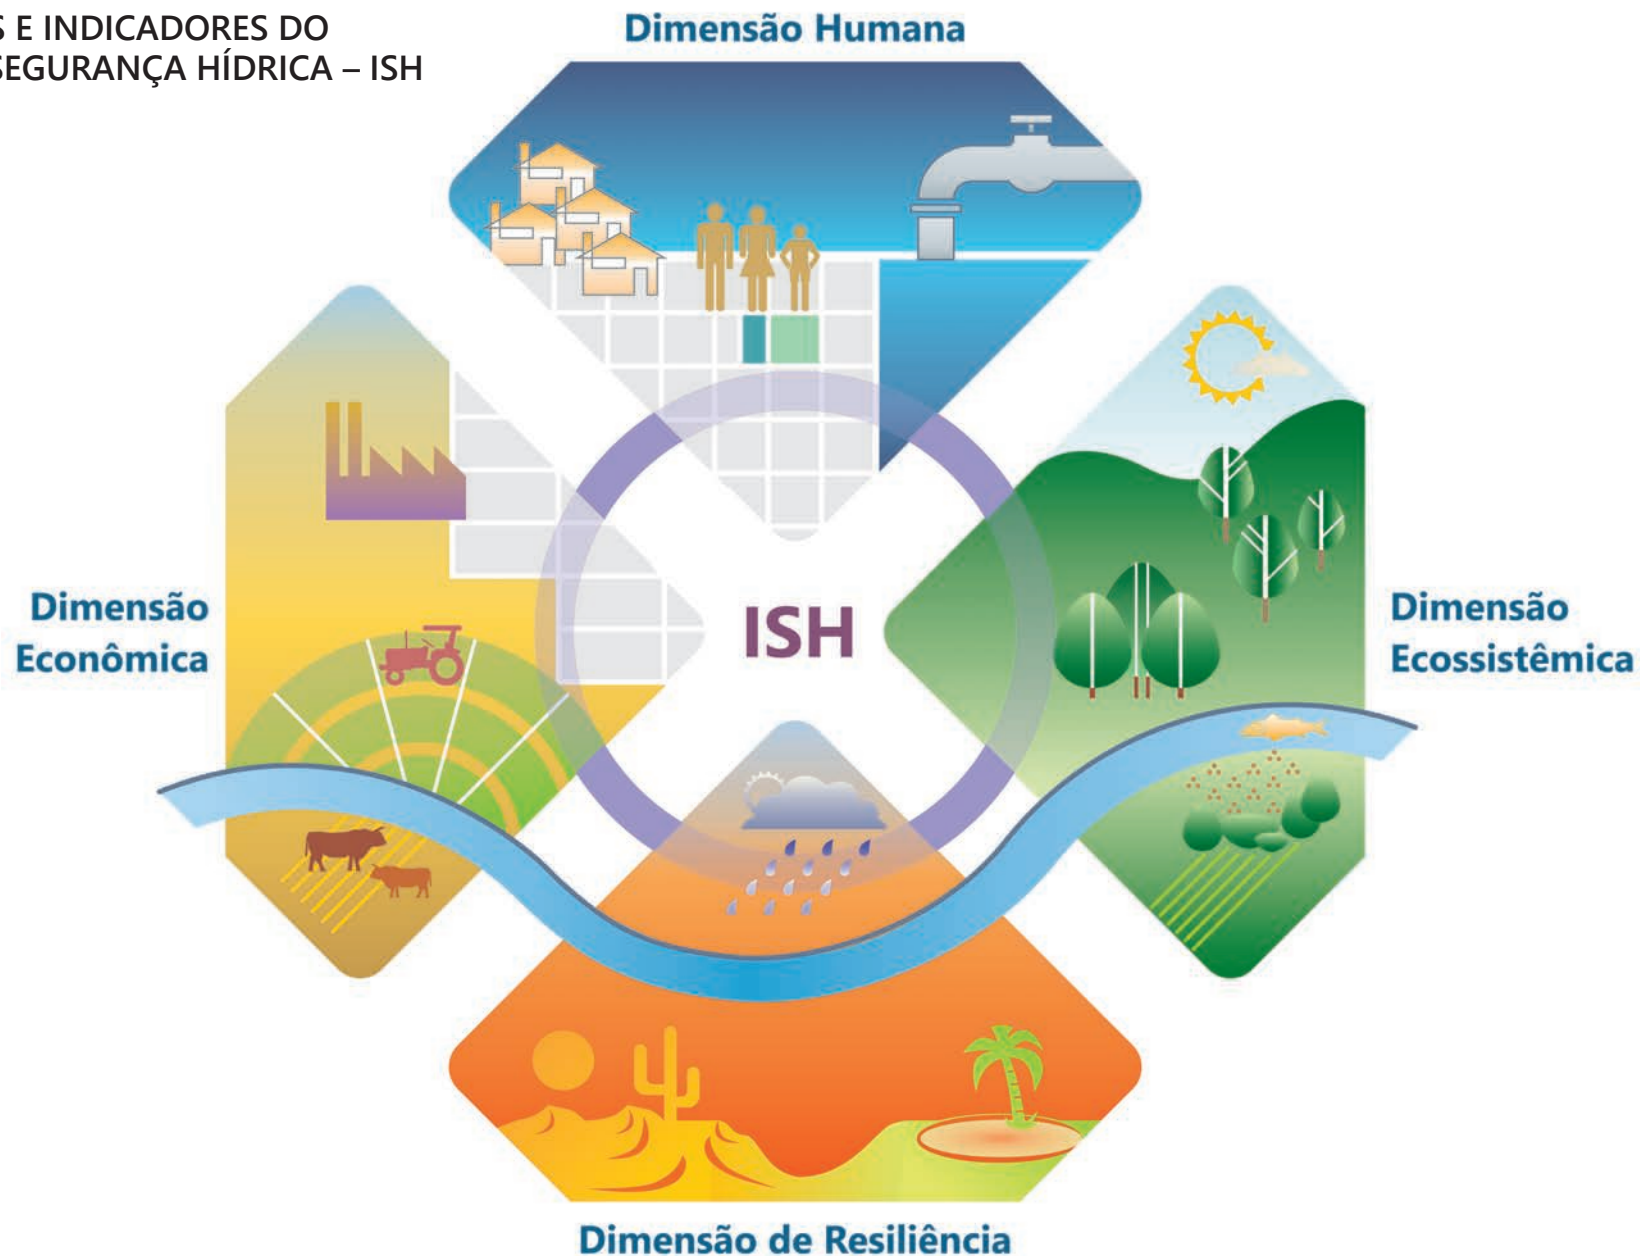 S E INDICADORES DO
SEGURANÇA HÍDRICA – ISH
Dimensão Humana
Dimensão
Econômica
ISH
Dimensão
Ecossistêmica
Dimensão de Resiliência